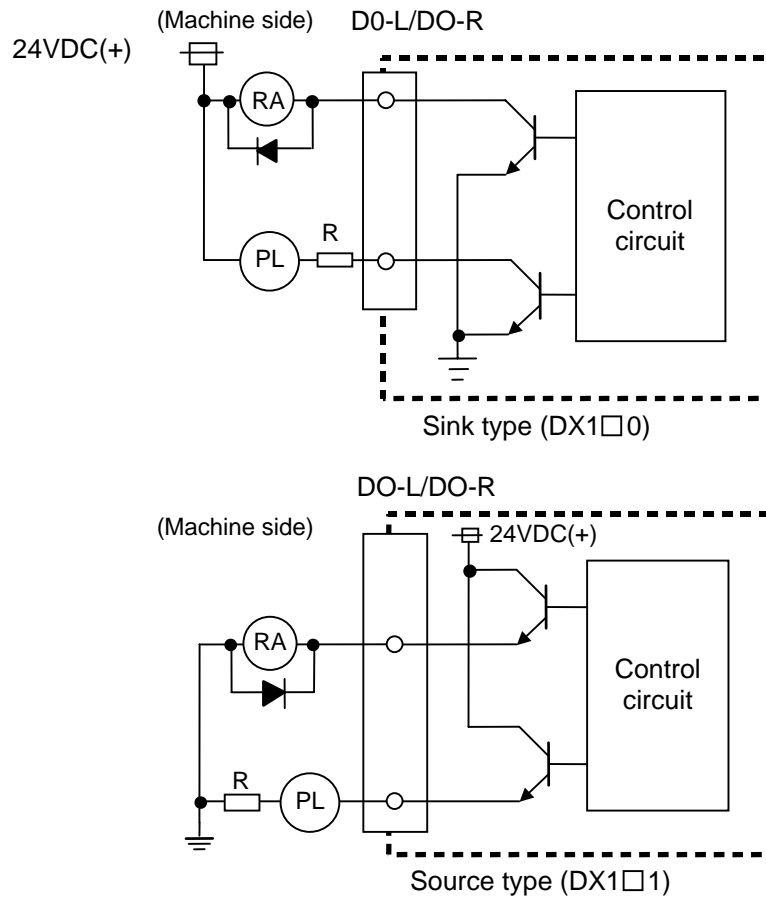 (Machine side) D0-L/DO-R
24VDC(+)
RA
R
PL
Control
circuit
Sink type (DX1□0)
DO-L/DO-R
(Machine side)
24VDC(+)
RA
Control
circuit
R
PL
Source type (DX1□1)